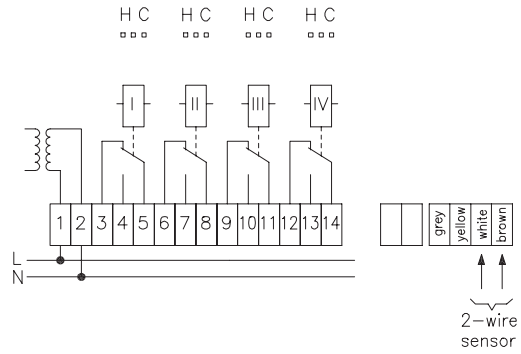 H C H C H C H C
I II III IV
1 2 3 4 5 6 7 8 9 10 11 12 13 14
grey
yellow
white
brown
L
N
2-wire
sensor